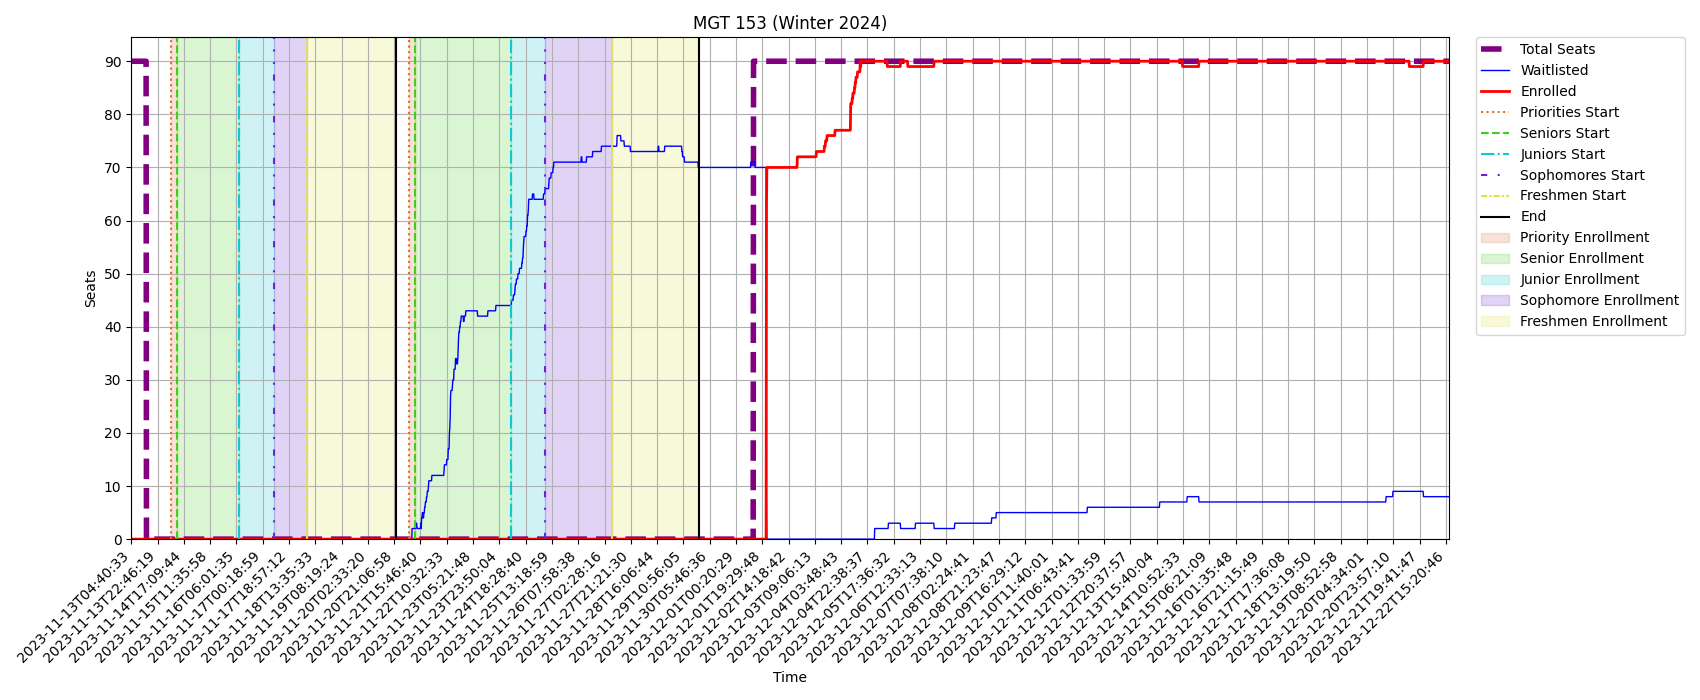 MGT 153 (Winter 2024)
Seats
90
80
70
60
50
40
30
20
10
0
2023-11-13T04:40:33
2023-11-13T22:46:19
2023-11-14T17:09:44
2023-11-15T11:35:58
2023-11-16T06:01:35
2023-11-17T00:18:59
2023-11-17T18:57:12
2023-11-18T13:35:33
2023-11-19T08:19:24
2023-11-20T02:33:20
2023-11-20T21:06:58
2023-11-21T15:46:40
2023-11-22T10:32:33
2023-11-23T05:21:48
2023-11-23T23:50:04
2023-11-24T18:28:40
2023-11-25T13:18:59
2023-11-26T07:58:38
2023-11-27T02:28:16
2023-11-27T21:21:30
2023-11-28T16:06:44
2023-11-29T10:56:05
2023-11-30T05:46:36
2023-12-01T00:20:29
2023-12-01T19:29:48
2023-12-02T14:18:42
2023-12-03T09:06:13
2023-12-04T03:48:43
2023-12-04T22:38:37
2023-12-05T17:36:32
2023-12-06T12:33:13
2023-12-07T07:38:10
2023-12-08T02:24:41
2023-12-08T21:23:47
2023-12-09T16:29:12
2023-12-10T11:40:01
2023-12-11T06:43:41
2023-12-12T01:33:59
2023-12-12T20:37:57
2023-12-13T15:40:04
2023-12-14T10:52:33
2023-12-15T06:21:09
2023-12-16T01:35:48
2023-12-16T21:15:49
2023-12-17T17:36:08
2023-12-18T13:19:50
2023-12-19T08:52:58
2023-12-20T04:34:01
2023-12-20T23:57:10
2023-12-21T19:41:47
2023-12-22T15:20:46
Time
Total Seats
Waitlisted
Enrolled
Priorities Start
Seniors Start
Juniors Start
Sophomores Start
Freshmen Start
End
Priority Enrollment
Senior Enrollment
Junior Enrollment
Sophomore Enrollment
Freshmen Enrollment